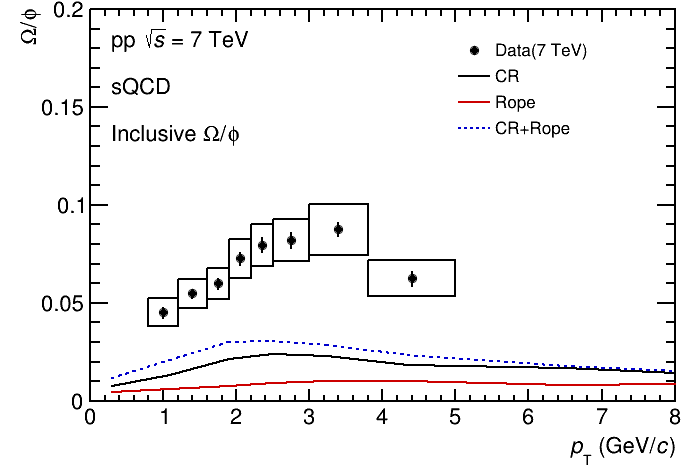 Ω/ϕ
0.2
0.15
0.1
0.05
0
pp √s = 7 TeV
sQCD
Inclusive Ω/ϕ
Data(7 TeV)
CR
Rope
CR+Rope
0 1 2 3 4 5 6 7 8
p_T (GeV/c)